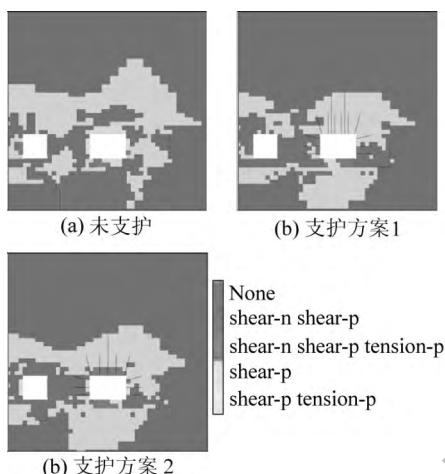 (a) 未支护
(b) 支护方案1
None
shear-n shear-p
shear-n shear-p tension-p
shear-p
shear-p tension-p
(b) 支护方案 2